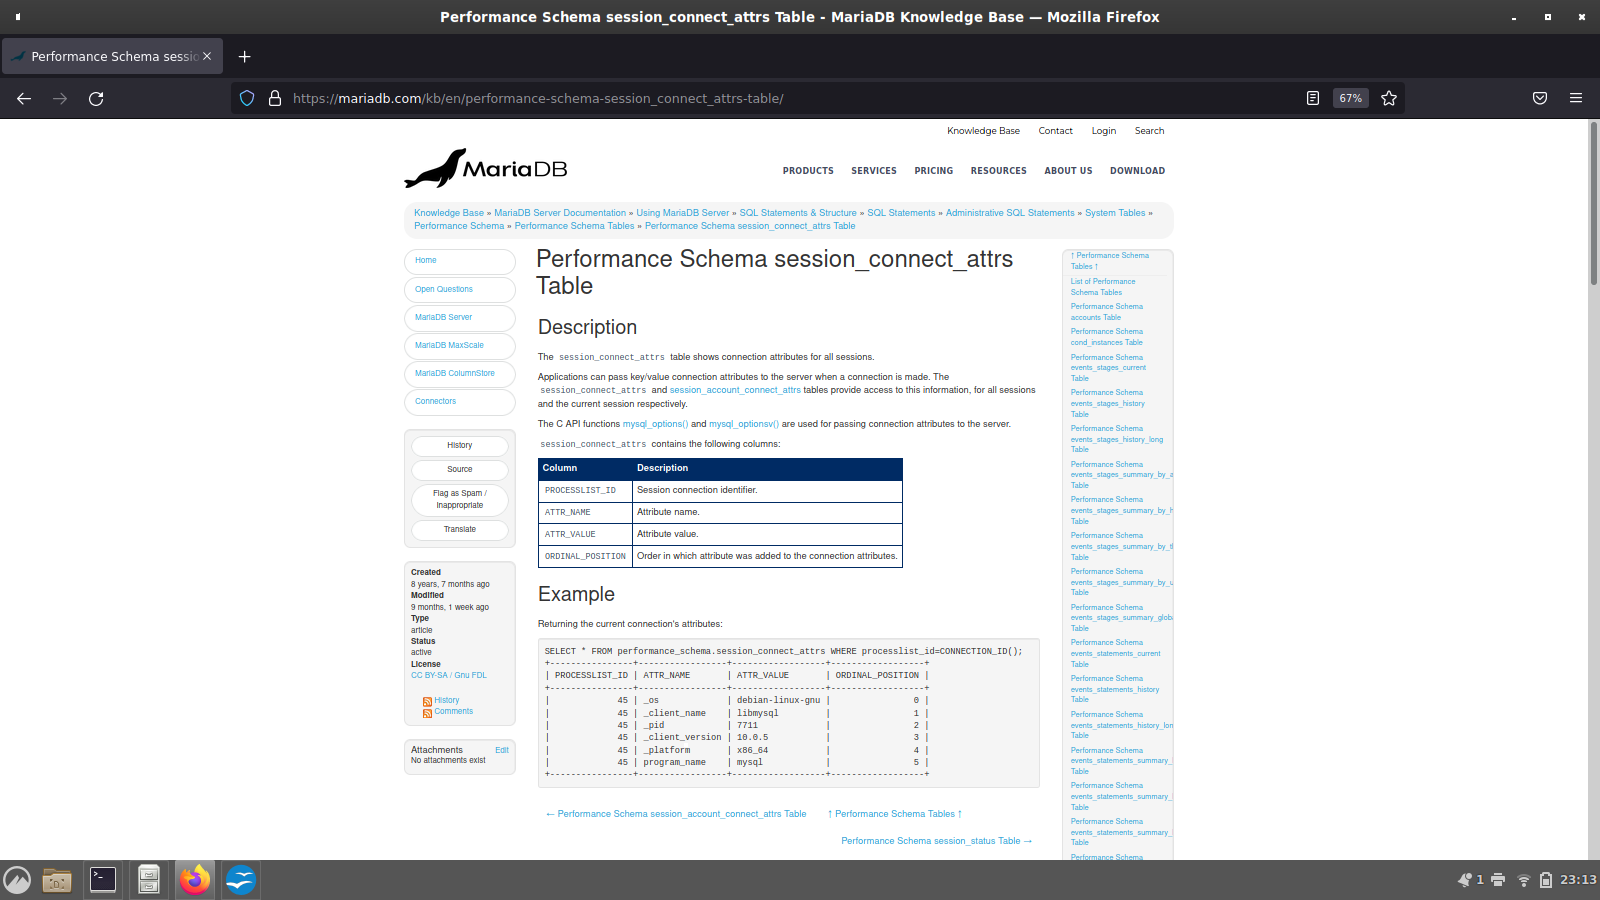 Performance Schema session_connect_attrs Table - MariaDB Knowledge Base — Mozilla Firefox
Performance Schema sessio
https://mariadb.com/kb/en/performance-schema-session_connect_attrs-table/
67%
Knowledge Base Contact Login Search
MariaDB
PRODUCTS SERVICES PRICING RESOURCES ABOUT US DOWNLOAD
Knowledge Base » MariaDB Server Documentation » Using MariaDB Server » SQL Statements & Structure » SQL Statements » Administrative SQL Statements » System Tables »
Performance Schema » Performance Schema Tables » Performance Schema session_connect_attrs Table
Home
Open Questions
MariaDB Server
MariaDB MaxScale
MariaDB ColumnStore
Connectors
History
Source
Flag as Spam /
Inappropriate
Translate
Created
8 years, 7 months ago
Modified
9 months, 1 week ago
Type
article
Status
active
License
CC BY-SA / Gnu FDL
History
Comments
Attachments Edit
No attachments exist
Performance Schema session_connect_attrs
Table
Description
The session_connect_attrs table shows connection attributes for all sessions.
Applications can pass key/value connection attributes to the server when a connection is made. The
session_connect_attrs and session_account_connect_attrs tables provide access to this information, for all sessions
and the current session respectively.
The C API functions mysql_options() and mysql_optionsv() are used for passing connection attributes to the server.
session_connect_attrs contains the following columns:
Column Description
PROCESSLIST_ID Session connection identifier.
ATTR_NAME Attribute name.
ATTR_VALUE Attribute value.
ORDINAL_POSITION Order in which attribute was added to the connection attributes.
Example
Returning the current connection's attributes:
SELECT * FROM performance_schema.session_connect_attrs WHERE processlist_id=CONNECTION_ID();
+----------------+-----------------+------------------+------------------+
| PROCESSLIST_ID | ATTR_NAME       | ATTR_VALUE       | ORDINAL_POSITION |
+----------------+-----------------+------------------+------------------+
|             45 | _os             | debian-linux-gnu |                0 |
|             45 | _client_name    | libmysql         |                1 |
|             45 | _pid            | 7711             |                2 |
|             45 | _client_version | 10.0.5           |                3 |
|             45 | _platform       | x86_64           |                4 |
|             45 | program_name    | mysql            |                5 |
+----------------+-----------------+------------------+------------------+
← Performance Schema session_account_connect_attrs Table ↑ Performance Schema Tables ↑
Performance Schema session_status Table →
↑ Performance Schema
Tables ↑
List of Performance
Schema Tables
Performance Schema
accounts Table
Performance Schema
cond_instances Table
Performance Schema
events_stages_current
Table
Performance Schema
events_stages_history
Table
Performance Schema
events_stages_history_long
Table
Performance Schema
events_stages_summary_by_a
Table
Performance Schema
events_stages_summary_by_h
Table
Performance Schema
events_stages_summary_by_t
Table
Performance Schema
events_stages_summary_by_u
Table
Performance Schema
events_stages_summary_glob
Table
Performance Schema
events_statements_current
Table
Performance Schema
events_statements_history
Table
Performance Schema
events_statements_history_lon
Table
Performance Schema
events_statements_summary_
Table
Performance Schema
events_statements_summary_
Table
Performance Schema
events_statements_summary_
Table
Performance Schema
1 23:13